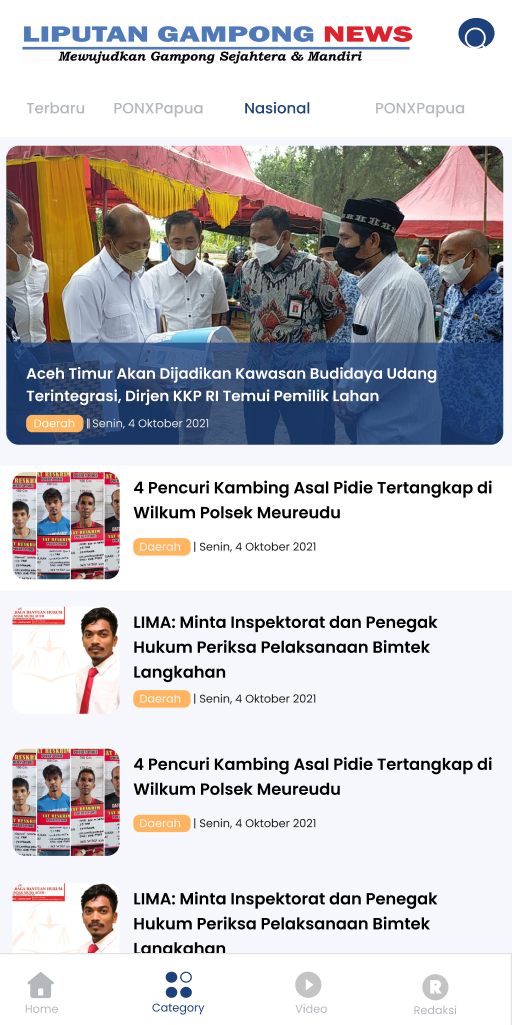 LIPUTAN GAMPONG NEWS
Mewujudkan Gampong Sejahtera & Mandiri
Terbaru PONXPapua Nasional PONXPapua
Aceh Timur Akan Dijadikan Kawasan Budidaya Udang
Terintegrasi, Dirjen KKP RI Temui Pemilik Lahan
Daerah || Senin, 4 Oktober 2021
4 Pencuri Kambing Asal Pidie Tertangkap di
Wilkum Polsek Meureudu
Daerah | Senin, 4 Oktober 2021
LIMA: Minta Inspektorat dan Penegak
Hukum Periksa Pelaksanaan Bimtek
Langkahan
Daerah | Senin, 4 Oktober 2021
4 Pencuri Kambing Asal Pidie Tertangkap di
Wilkum Polsek Meureudu
Daerah | Senin, 4 Oktober 2021
LIMA: Minta Inspektorat dan Penegak
Hukum Periksa Pelaksanaan Bimtek
Langkahan
R
Home Category Video Redaksi